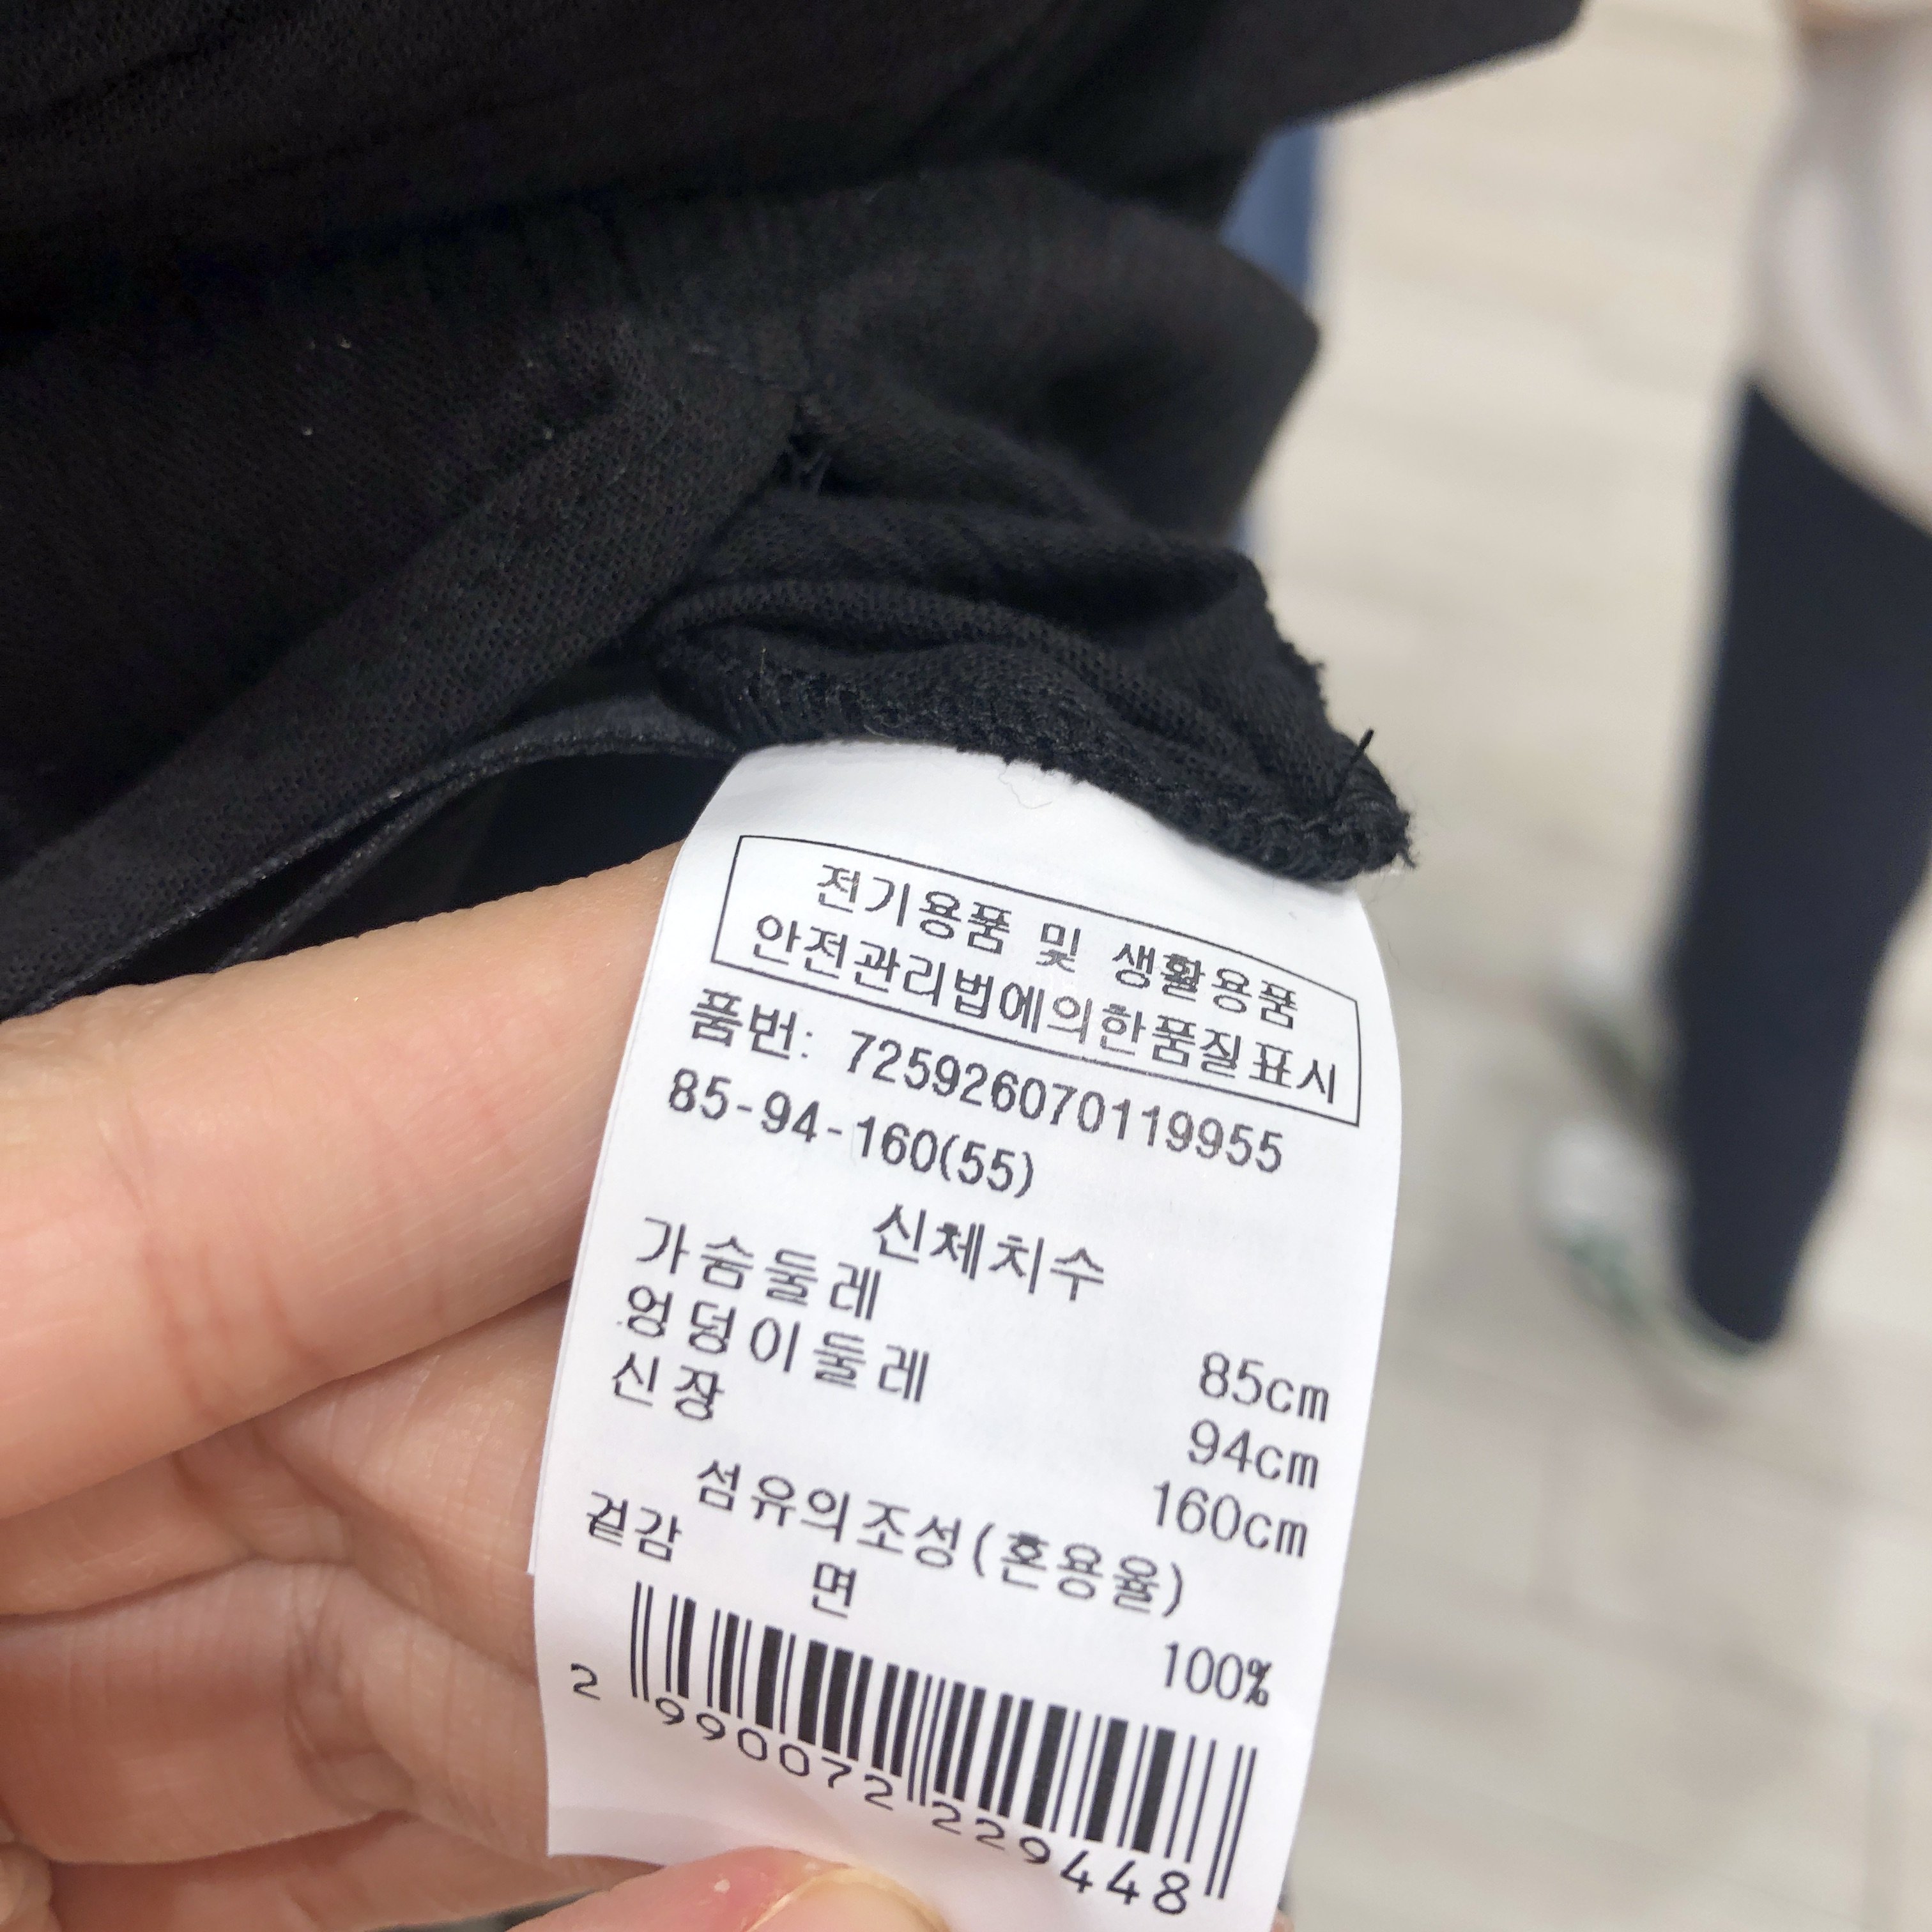 전기용품 및 생활용품
안전관리법에의한품질표시
품번: 725926070119955
85-94-160(55)
신체치수
가슴둘레 85cm
엉덩이둘레 94cm
신장 160cm
섬유의조성(혼용율)
겉감 면 100%
2 990072 229448